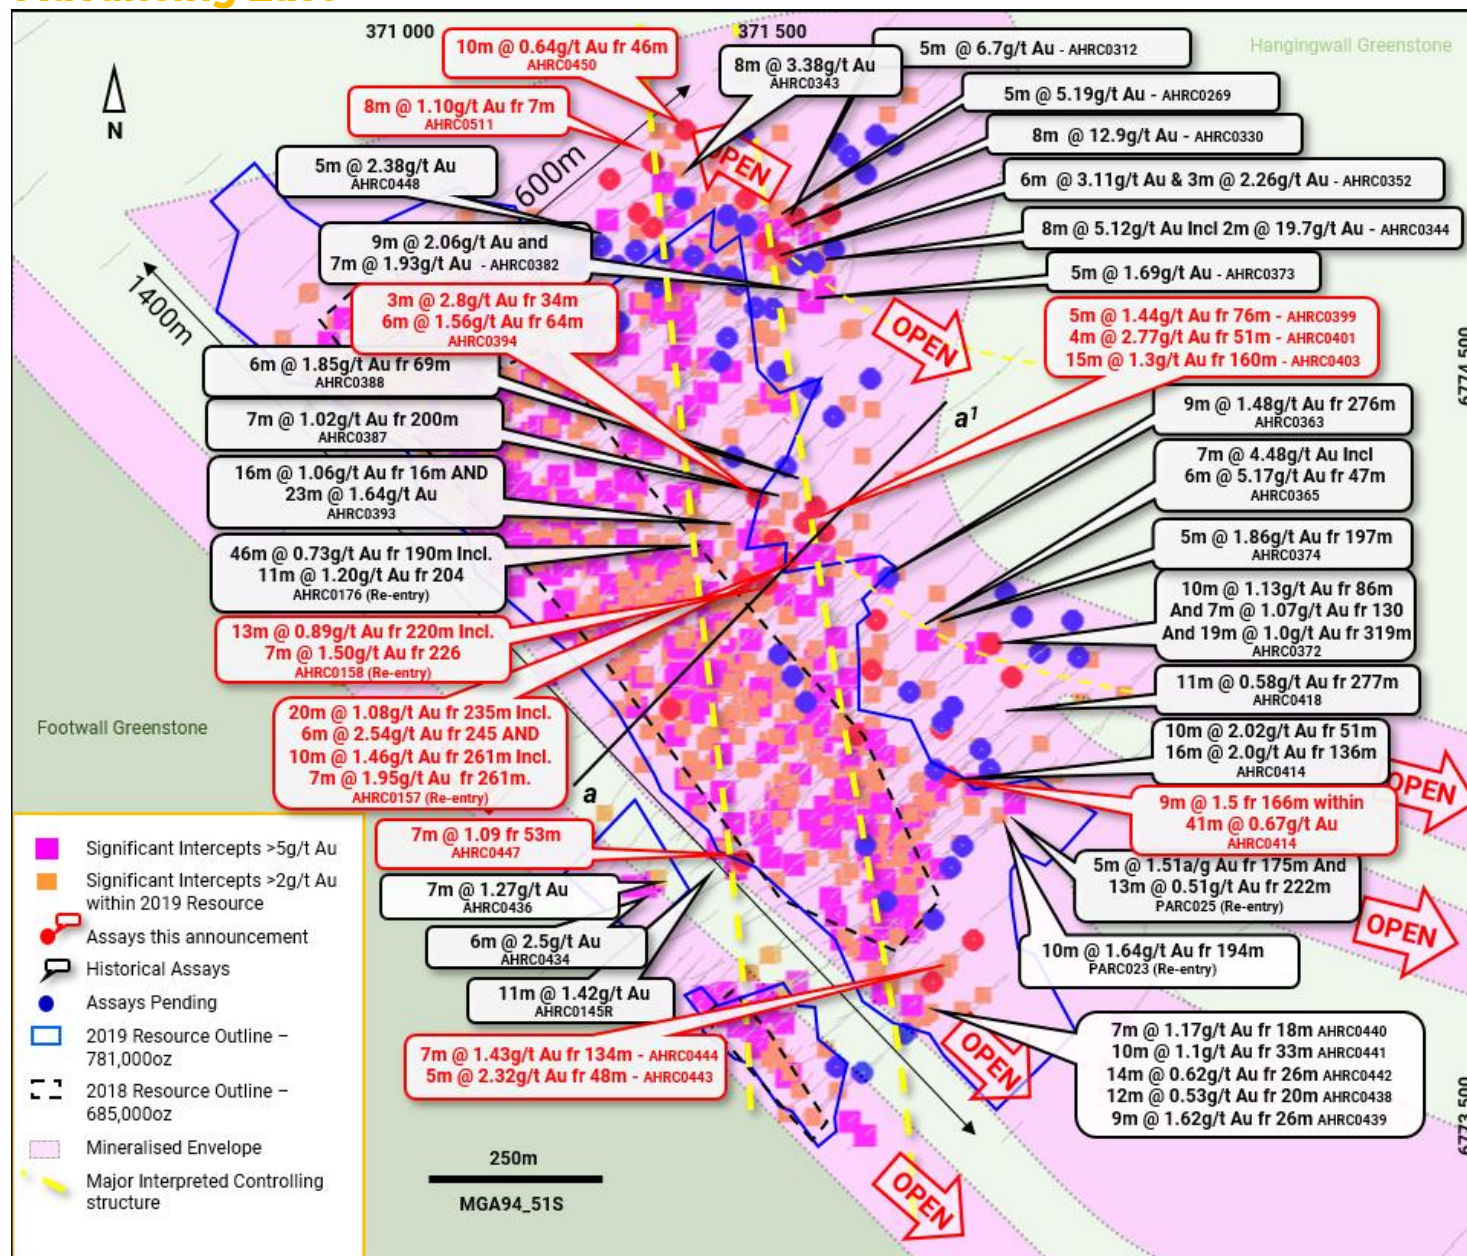 371 000
371 500
Hangingwall Greenstone
10m @ 0.64g/t Au fr 46m
AHRC0450
8m @ 3.38g/t Au
AHRC0343
5m @ 6.7g/t Au - AHRC0312
5m @ 5.19g/t Au - AHRC0269
8m @ 1.10g/t Au fr 7m
AHRC0511
N
8m @ 12.9g/t Au - AHRC0330
OPEN
600m
5m @ 2.38g/t Au
AHRC0448
6m @ 3.11g/t Au & 3m @ 2.26g/t Au - AHRC0352
8m @ 5.12g/t Au Incl 2m @ 19.7g/t Au - AHRC0344
9m @ 2.06g/t Au and
7m @ 1.93g/t Au - AHRC0382
5m @ 1.69g/t Au - AHRC0373
1400m
3m @ 2.8g/t Au fr 34m
6m @ 1.56g/t Au fr 64m
AHRC0394
OPEN
5m @ 1.44g/t Au fr 76m - AHRC0399
4m @ 2.77g/t Au fr 51m - AHRC0401
15m @ 1.3g/t Au fr 160m - AHRC0403
6774 500
6m @ 1.85g/t Au fr 69m
AHRC0388
7m @ 1.02g/t Au fr 200m
AHRC0387
a1
9m @ 1.48g/t Au fr 276m
AHRC0363
16m @ 1.06g/t Au fr 16m AND
23m @ 1.64g/t Au
AHRC0393
7m @ 4.48g/t Au Incl
6m @ 5.17g/t Au fr 47m
AHRC0365
46m @ 0.73g/t Au fr 190m Incl.
11m @ 1.20g/t Au fr 204
AHRC0176 (Re-entry)
5m @ 1.86g/t Au fr 197m
AHRC0374
10m @ 1.13g/t Au fr 86m
And 7m @ 1.07g/t Au fr 130
And 19m @ 1.0g/t Au fr 319m
AHRC0372
13m @ 0.89g/t Au fr 220m Incl.
7m @ 1.50g/t Au fr 226
AHRC0158 (Re-entry)
11m @ 0.58g/t Au fr 277m
AHRC0418
Footwall Greenstone
20m @ 1.08g/t Au fr 235m Incl.
6m @ 2.54g/t Au fr 245 AND
10m @ 1.46g/t Au fr 261m Incl.
7m @ 1.95g/t Au fr 261m.
AHRC0157 (Re-entry)
a
10m @ 2.02g/t Au fr 51m
16m @ 2.0g/t Au fr 136m
AHRC0414
OPEN
9m @ 1.5 fr 166m within
41m @ 0.67g/t Au
AHRC0414
7m @ 1.09 fr 53m
AHRC0447
5m @ 1.51a/g Au fr 175m And
13m @ 0.51g/t Au fr 222m
PARC025 (Re-entry)
OPEN
7m @ 1.27g/t Au
AHRC0436
6m @ 2.5g/t Au
AHRC0434
10m @ 1.64g/t Au fr 194m
PARC023 (Re-entry)
11m @ 1.42g/t Au
AHRC0145R
7m @ 1.43g/t Au fr 134m - AHRC0444
5m @ 2.32g/t Au fr 48m - AHRC0443
OPEN
7m @ 1.17g/t Au fr 18m AHRC0440
10m @ 1.1g/t Au fr 33m AHRC0441
14m @ 0.62g/t Au fr 26m AHRC0442
12m @ 0.53g/t Au fr 20m AHRC0438
9m @ 1.62g/t Au fr 26m AHRC0439
6773 500
OPEN
Significant Intercepts >5g/t Au
Significant Intercepts >2g/t Au
within 2019 Resource
Assays this announcement
Historical Assays
Assays Pending
2019 Resource Outline –
781,000oz
2018 Resource Outline –
685,000oz
Mineralised Envelope
Major Interpreted Controlling
structure
250m
MGA94_51S